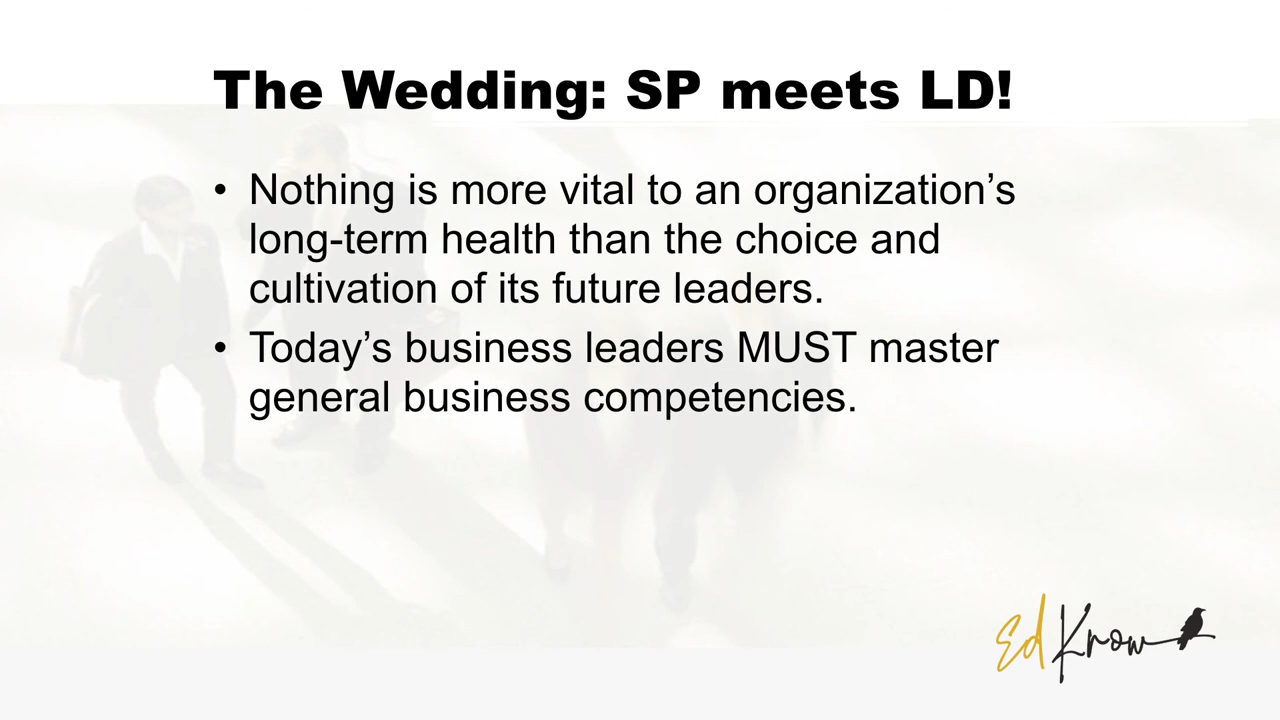 The Wedding: SP meets LD!
• Nothing is more vital to an organization’s
long-term health than the choice and
cultivation of its future leaders.
• Today’s business leaders MUST master
general business competencies.
Ed Know